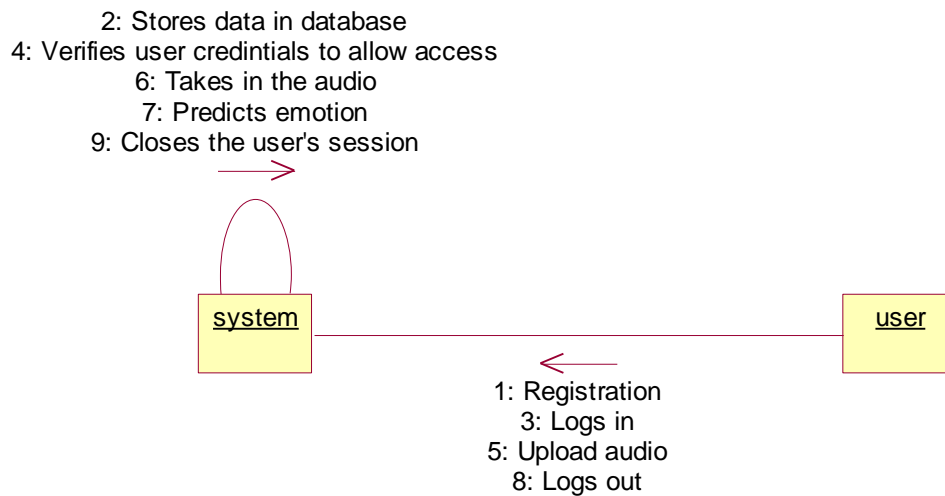 2: Stores data in database
4: Verifies user credintials to allow access
6: Takes in the audio
7: Predicts emotion
9: Closes the user's session
system
user
1: Registration
3: Logs in
5: Upload audio
8: Logs out